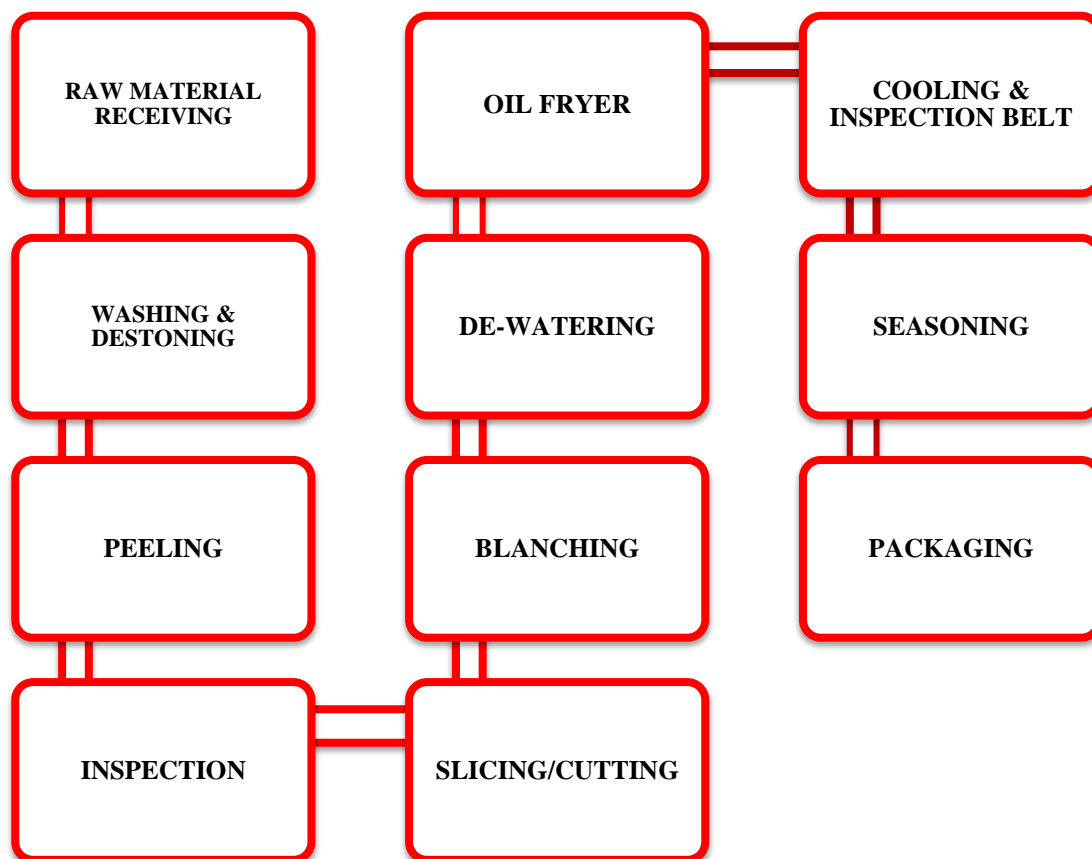 RAW MATERIAL
RECEIVING
WASHING &
DESTONING
PEELING
INSPECTION
SLICING/CUTTING
BLANCHING
DE-WATERING
OIL FRYER
COOLING &
INSPECTION BELT
SEASONING
PACKAGING